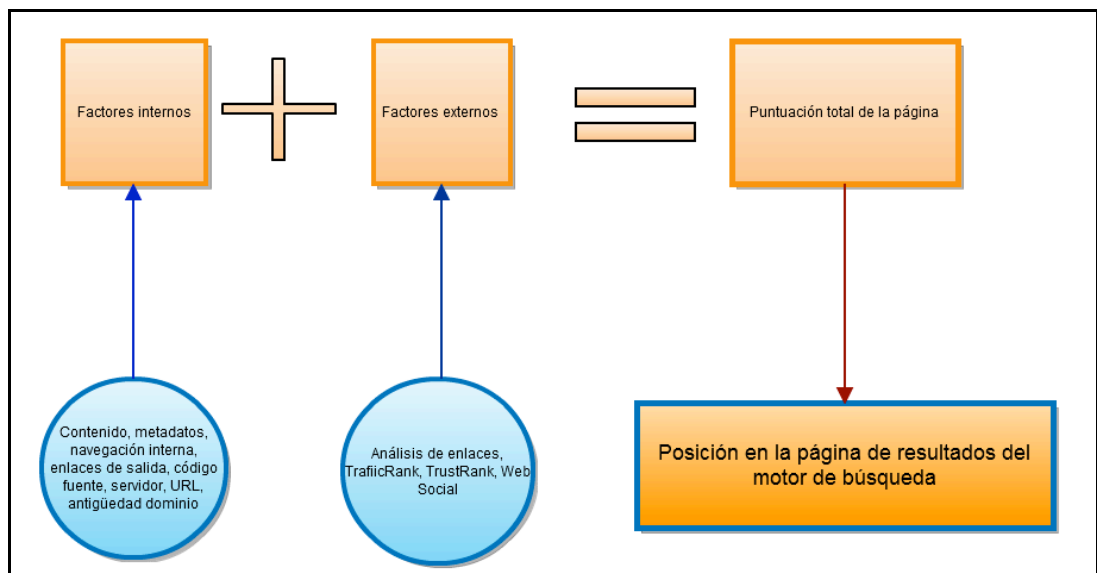 Factores internos
Factores externos
Puntuación total de la página
Contenido, metadatos,
navegación interna,
enlaces de salida, código
fuente, servidor, URL,
antigüedad dominio
Análisis de enlaces,
TrafiicRank, TrustRank, Web
Social
Posición en la página de resultados del
motor de búsqueda